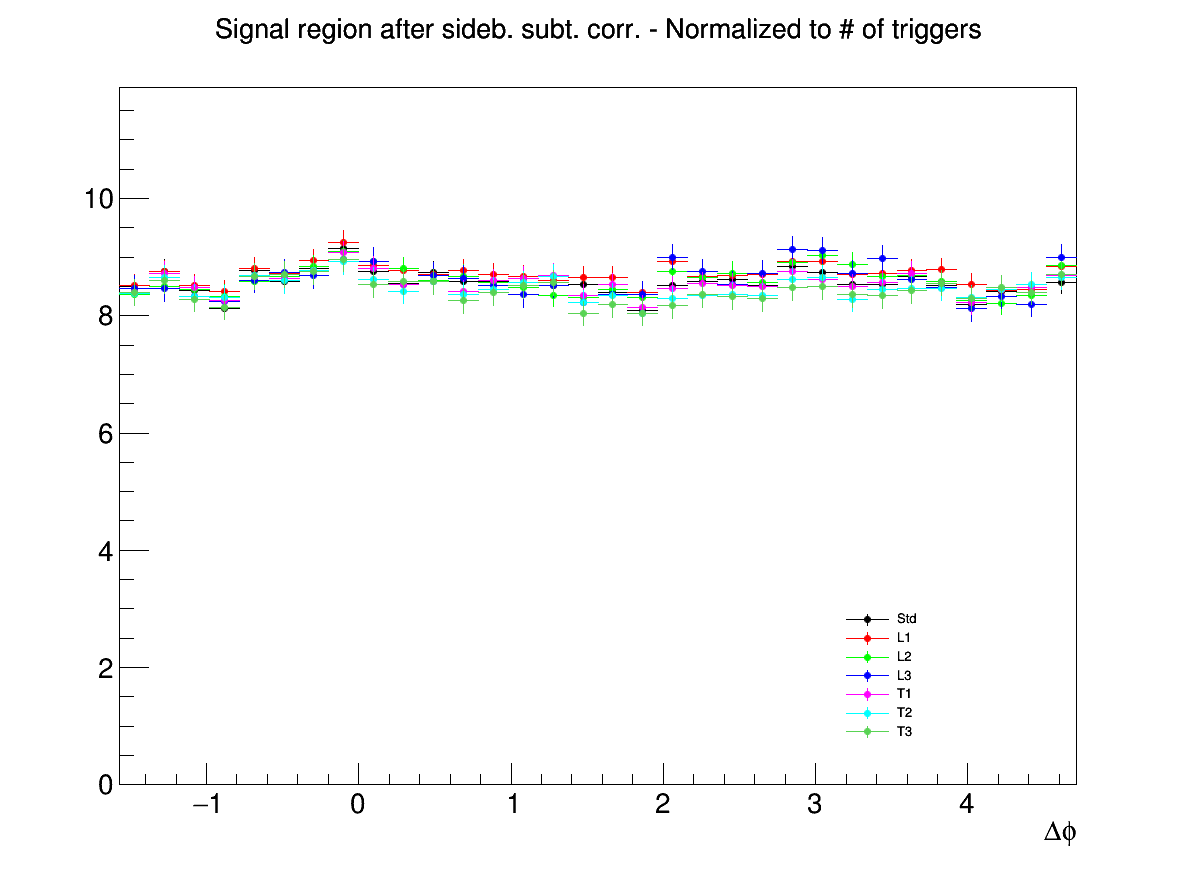 Signal region after sideb. subt. corr. - Normalized to # of triggers
10
8
6
4
2
0
Std
L1
L2
L3
T1
T2
T3
−1 0 1 2 3 4
Δϕ